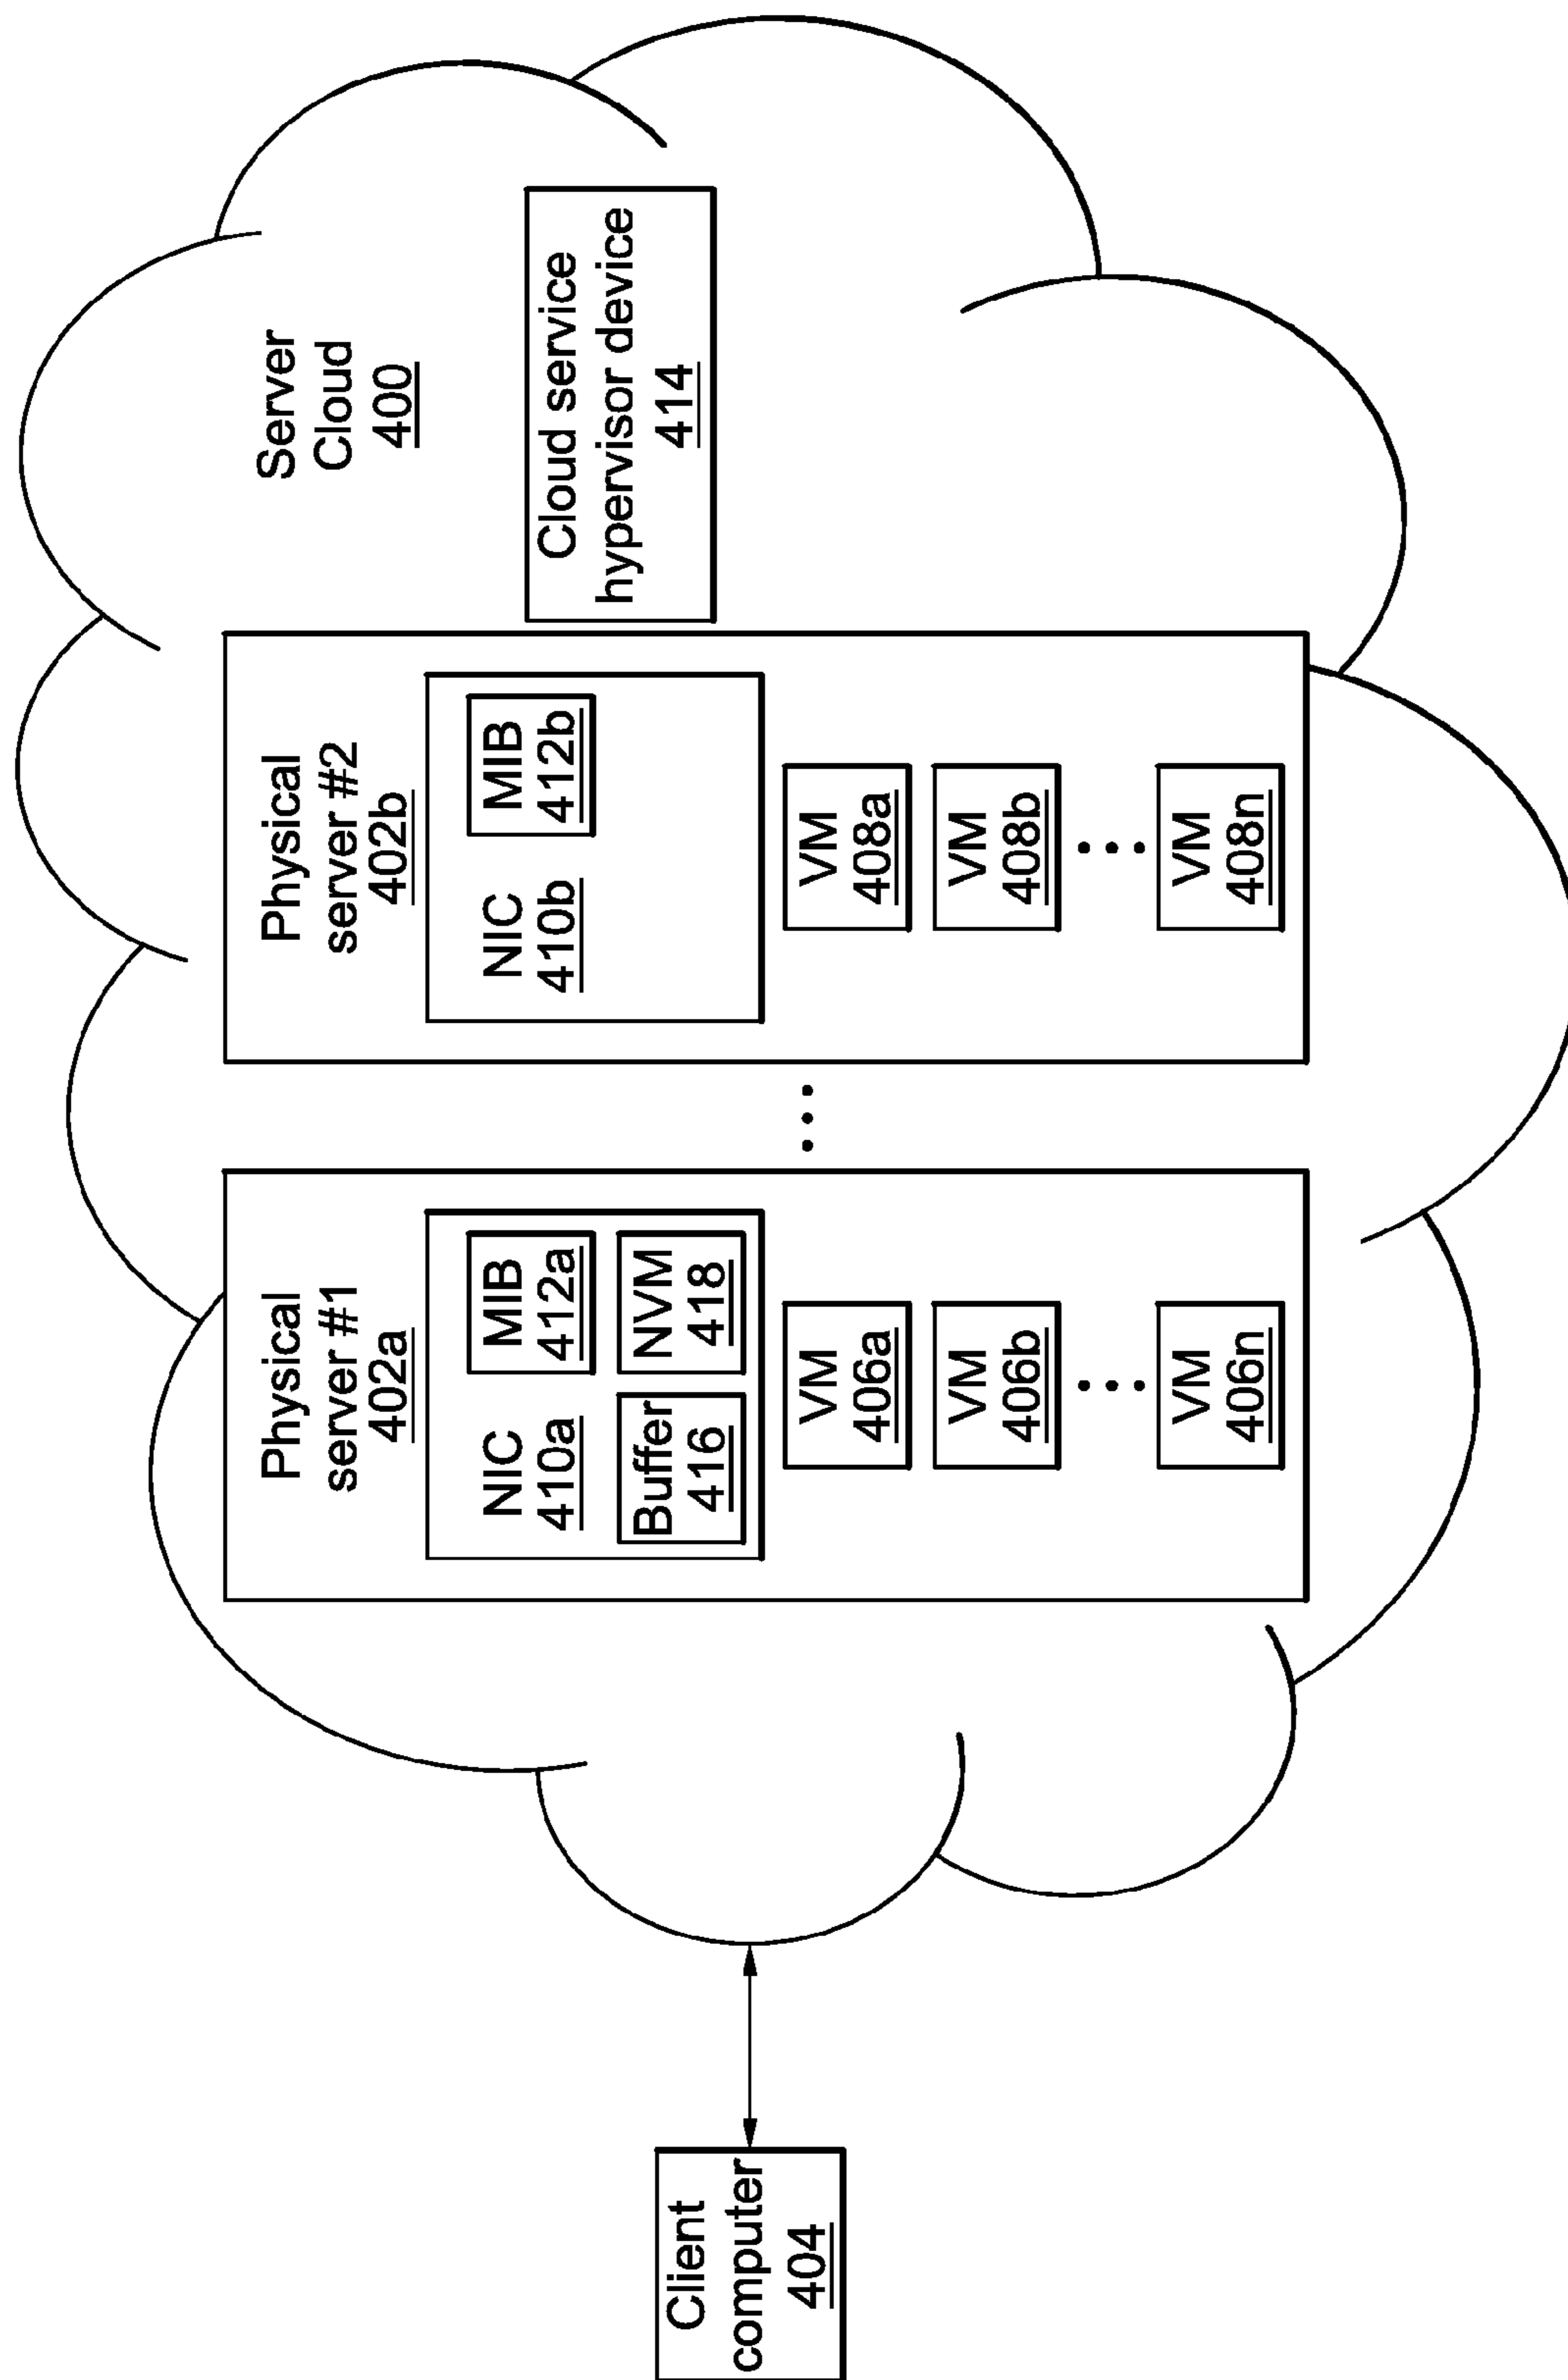 Server
Cloud
400
Physical
server #1
402a
NIC
410a
MIB
412a
Buffer
416
NVM
418
VM
406a
VM
406b
VM
406n
Physical
server #2
402b
NIC
410b
MIB
412b
VM
408a
VM
408b
VM
408n
Cloud service
hypervisor device
414
Client
computer
404